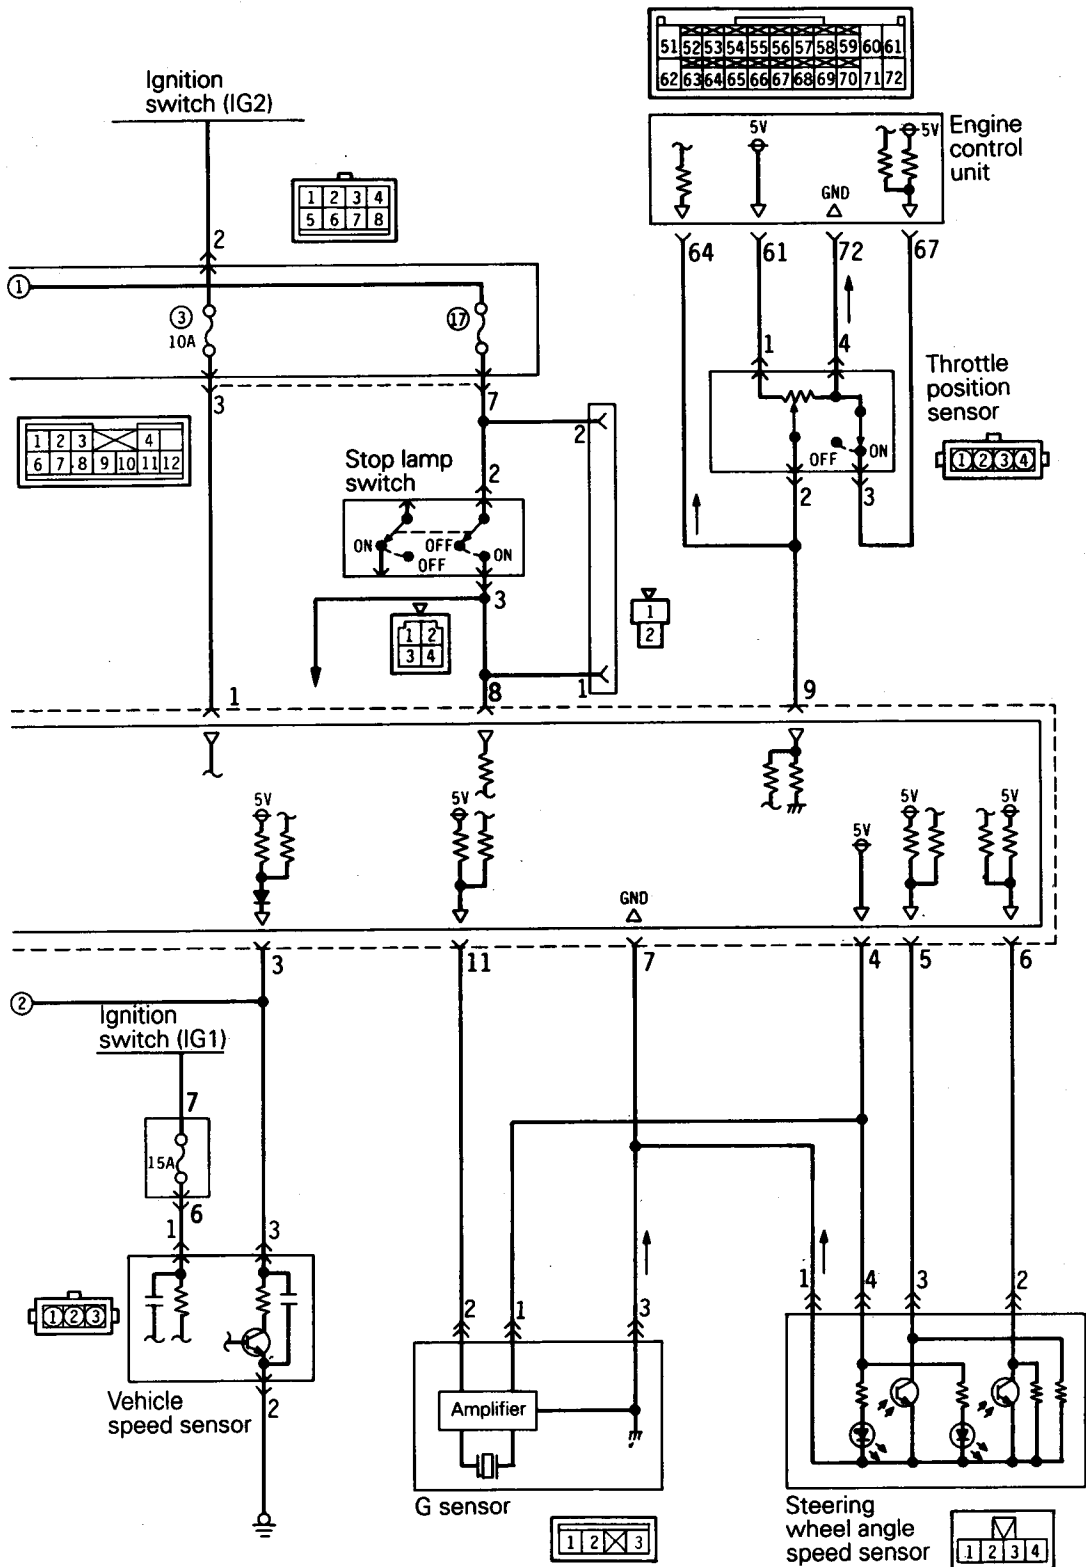 51 52 53 54 55 56 57 58 59 60 61
62 63 64 65 66 67 68 69 70 71 72
Ignition
switch (IG2)
5V
5V
Engine
control
unit
GND
1 2 3 4
5 6 7 8
2
64 61 72 67
1
3
10A
17
1 4
Throttle
position
sensor
3
7
2
1 2 3 4
6 7 8 9 10 11 12
Stop lamp
switch
2
OFF ON
1 2 3 4
2 3
ON OFF ON
OFF
3
1 2
3 4
1
2
1 8 1 9
5V 5V 5V 5V
5V
GND
3 11 7 4 5 6
2
Ignition
switch (IG1)
7
15A
6
1 3
1 2 3
2 1 3
1 4 3 2
Vehicle
speed sensor
2
Amplifier
G sensor
1 2 3
Steering
wheel angle
speed sensor
1 2 3 4